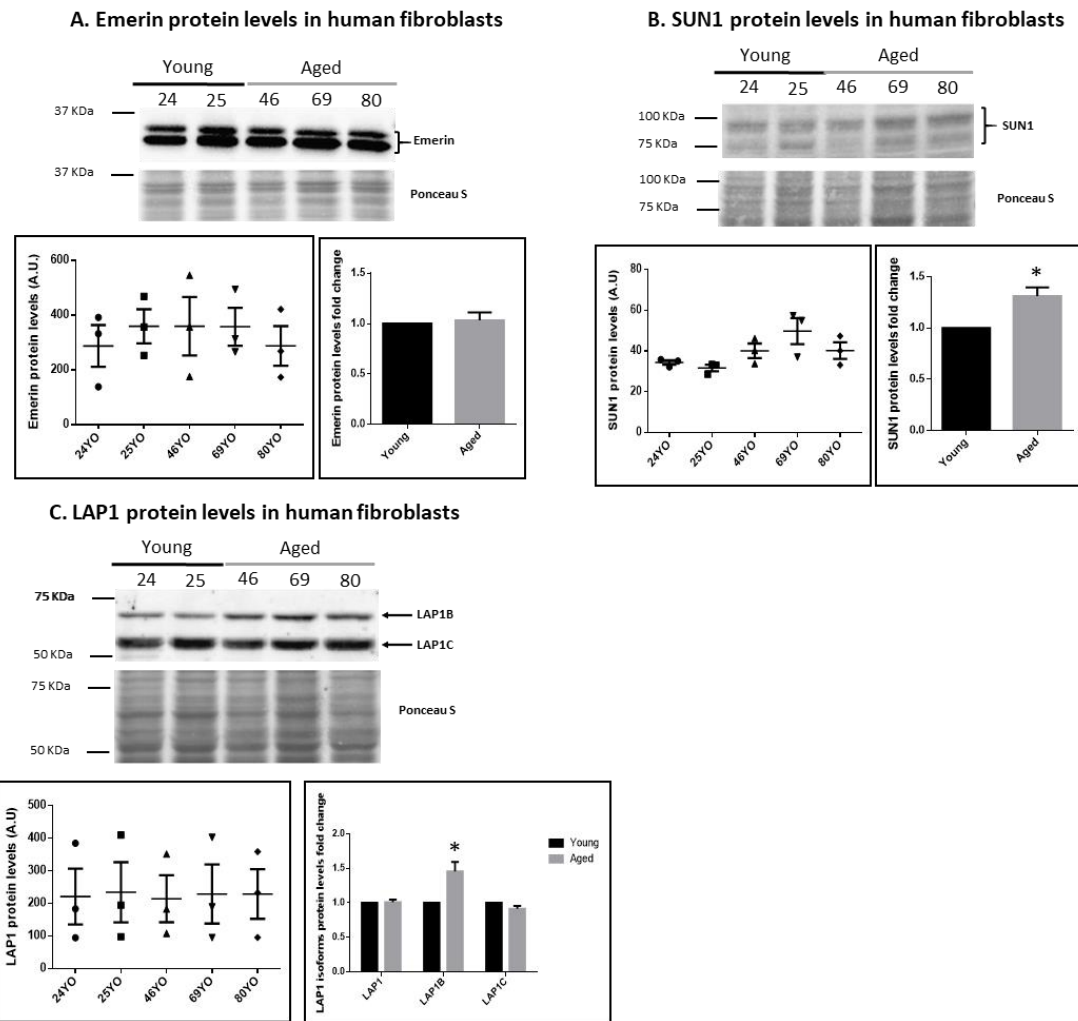 A. Emerin protein levels in human fibroblasts
Young Aged
24 25 46 69 80
37 KDa
Emerin
37 KDa
Ponceau S
Emerin protein levels (A.U.)
600
400
200
0
24YO 25YO 46YO 69YO 80YO
Emerin protein levels fold change
1.5
1.0
0.5
0.0
Young Aged
B. SUN1 protein levels in human fibroblasts
Young Aged
24 25 46 69 80
100 KDa
75 KDa
SUN1
100 KDa
75 KDa
Ponceau S
SUN1 protein levels (A.U)
80
60
40
20
0
24YO 25YO 46YO 69YO 80YO
SUN1 protein levels fold change
1.5
1.0
0.5
0.0
*
Young Aged
C. LAP1 protein levels in human fibroblasts
Young Aged
24 25 46 69 80
75 KDa
LAP1B
LAP1C
50 KDa
75 KDa
Ponceau S
50 KDa
LAP1 protein levels (A.U)
500
400
300
200
100
0
24YO 25YO 46YO 69YO 80YO
LAP1 isoforms protein levels fold change
2.0
1.5
1.0
0.5
0.0
*
Young
Aged
LAP1 LAP1B LAP1C